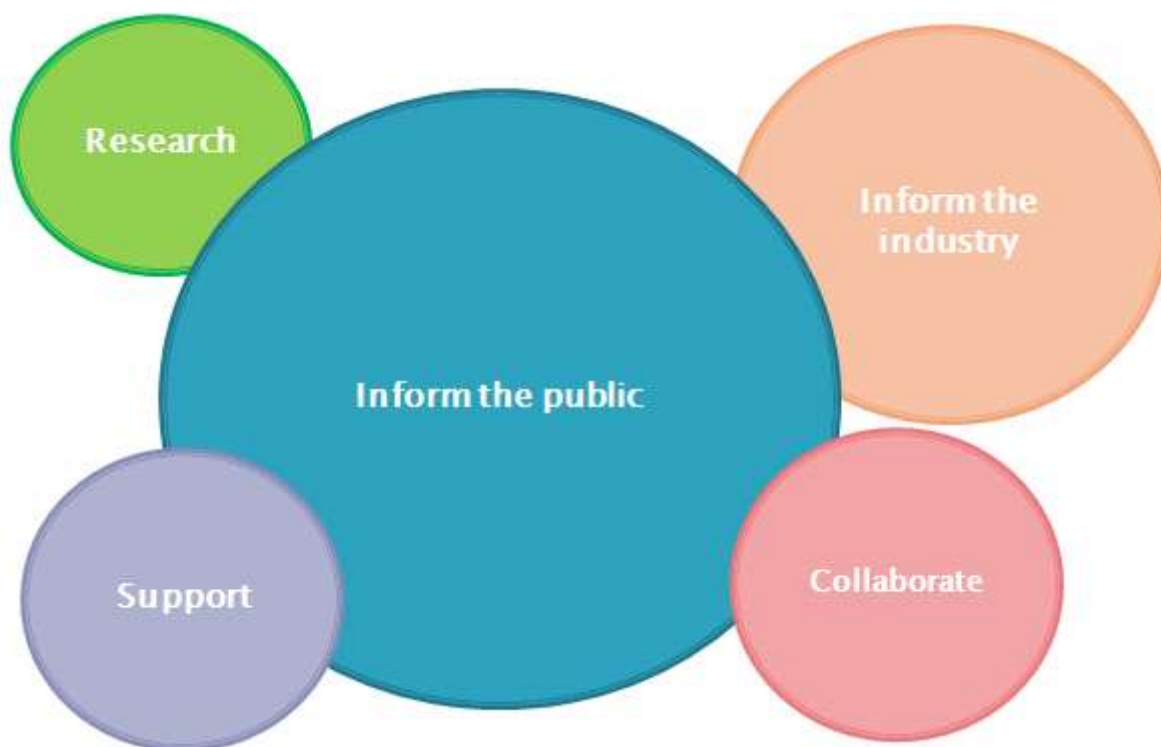 Research
Inform the
industry
Inform the public
Support
Collaborate